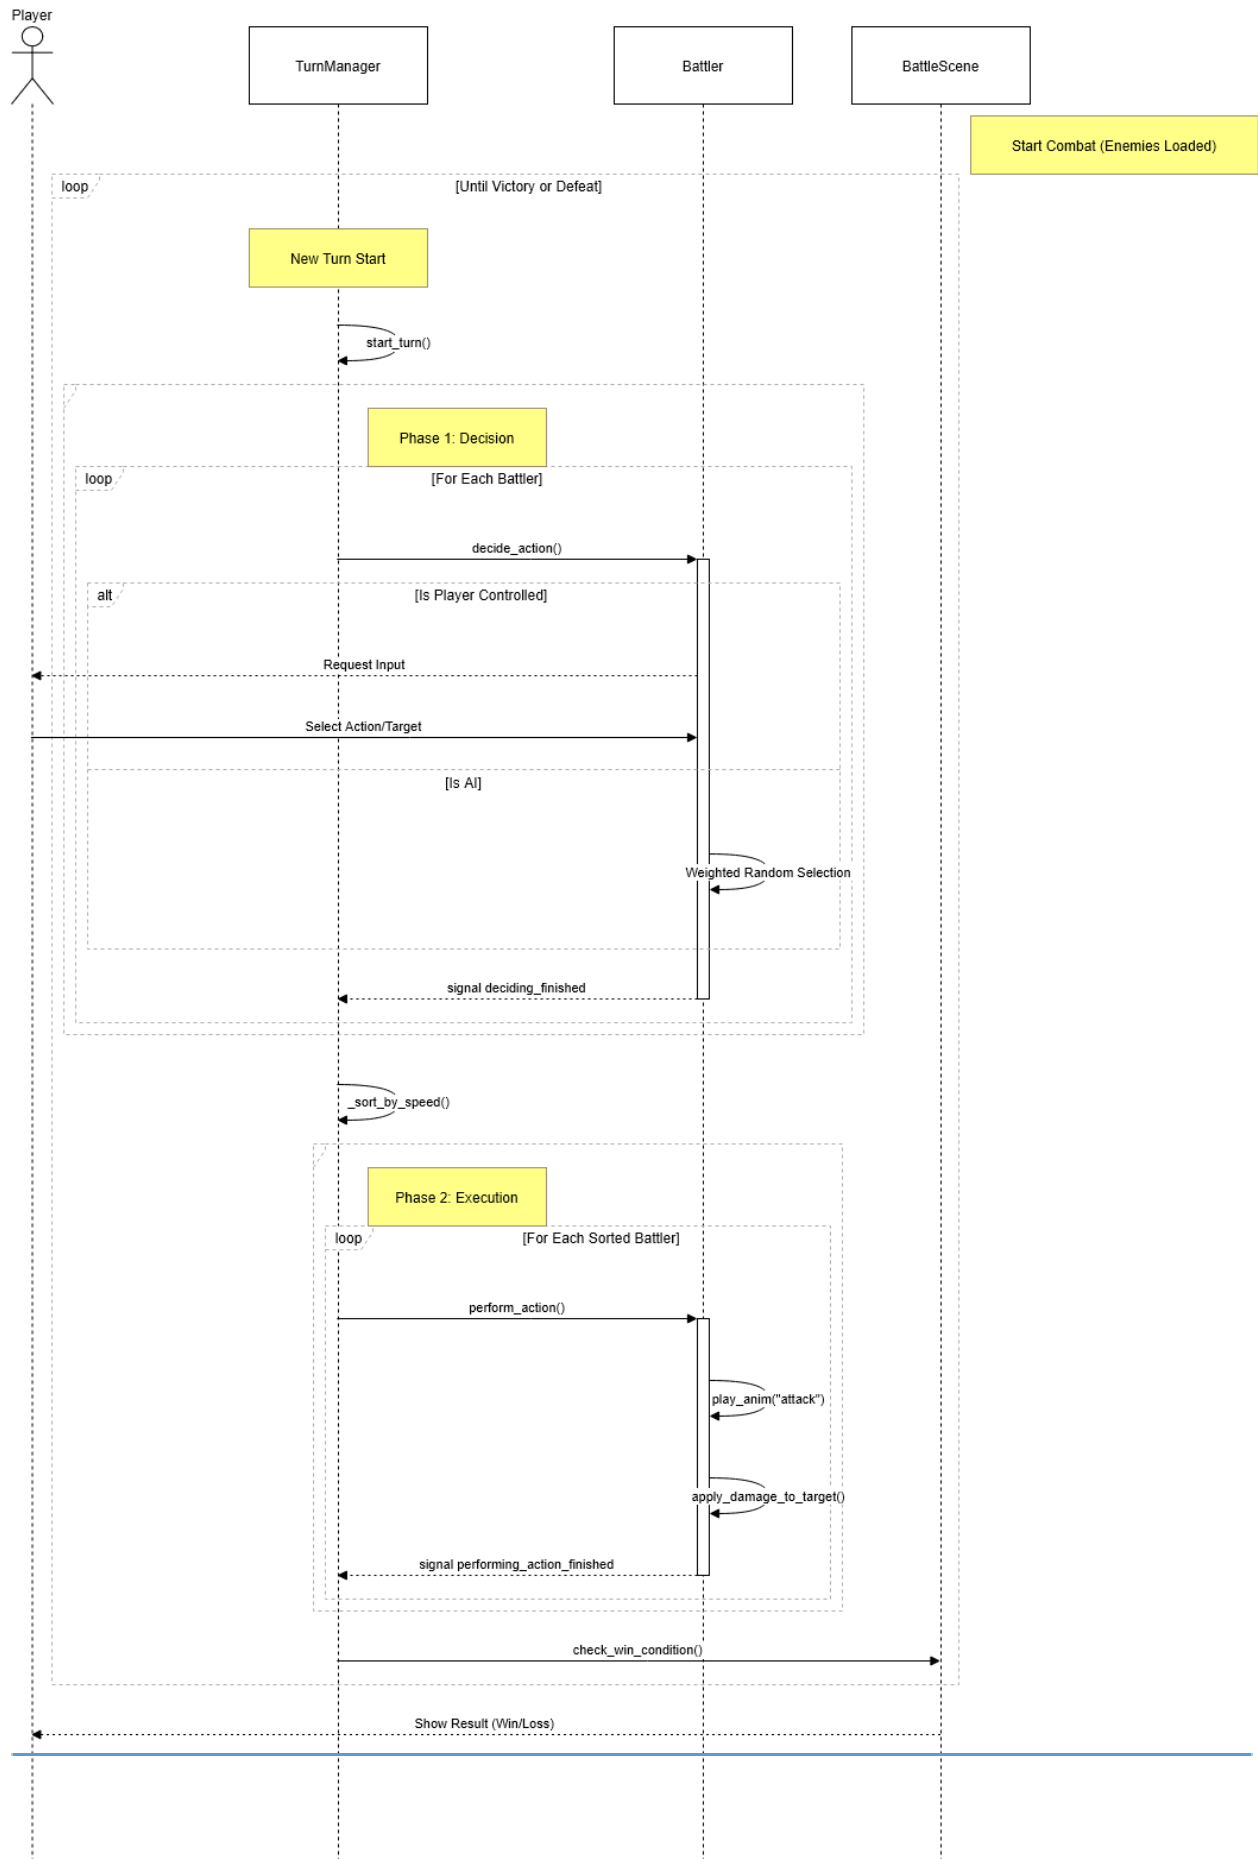 Player
TurnManager
Battler
BattleScene
Start Combat (Enemies Loaded)
loop
[Until Victory or Defeat]
New Turn Start
start_turn()
Phase 1: Decision
loop
[For Each Battler]
decide_action()
alt
[Is Player Controlled]
Request Input
Select Action/Target
[Is AI]
Weighted Random Selection
signal deciding_finished
_sort_by_speed()
Phase 2: Execution
loop
[For Each Sorted Battler]
perform_action()
play_anim("attack")
apply_damage_to_target()
signal performing_action_finished
check_win_condition()
Show Result (Win/Loss)